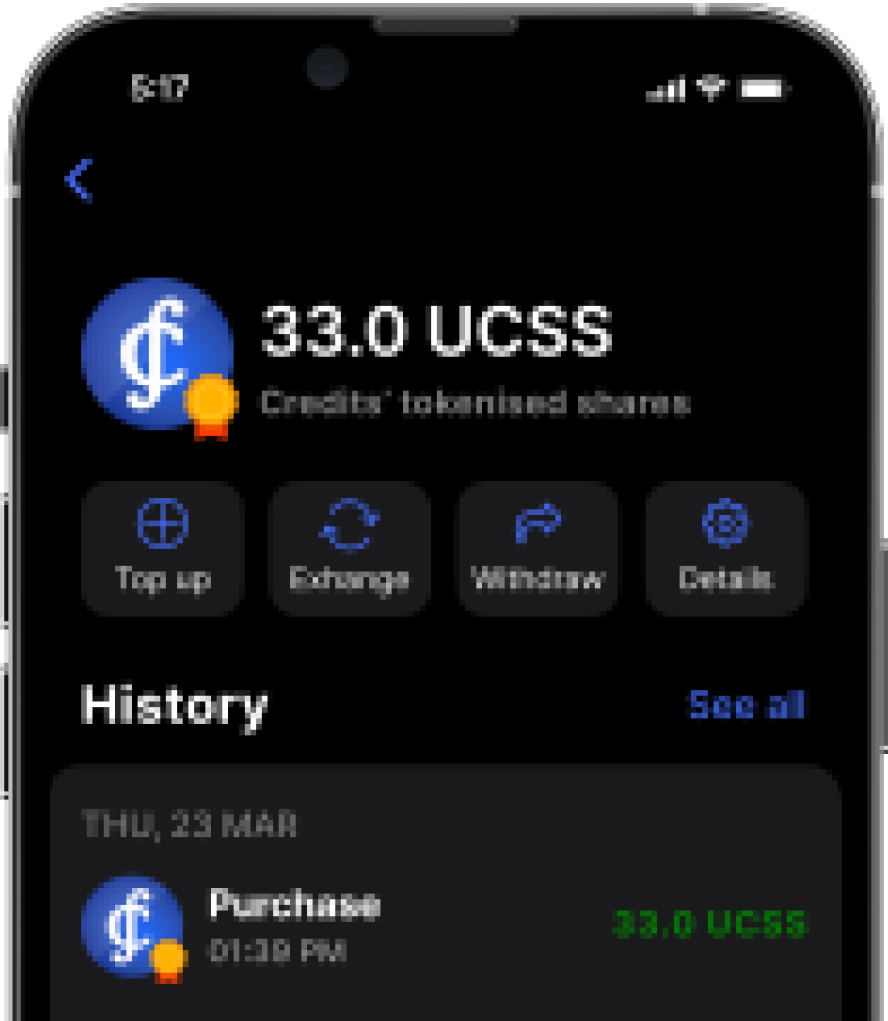 5:17
33.0 UCSS
Credits' tokenised shares
Top up
Exhange
Withdraw
Details
History
See all
THU, 23 MAR
Purchase
33.0 UCSS
01:39 PM